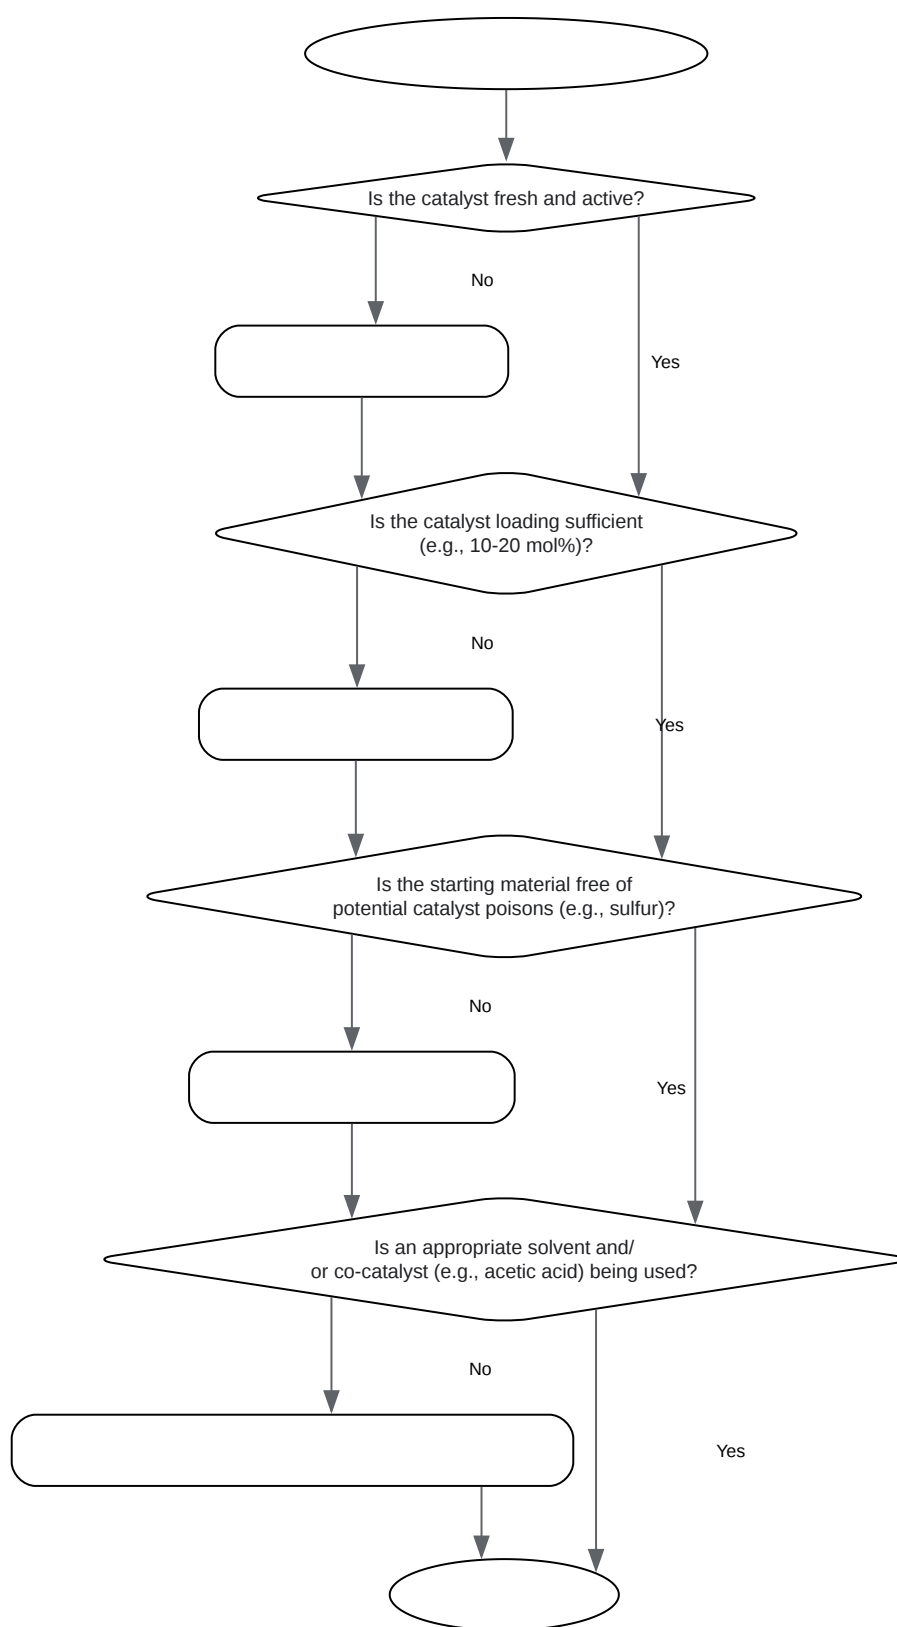 Is the catalyst fresh and active?
No
Yes
Is the catalyst loading sufficient
(e.g., 10-20 mol%)?
No
Yes
Is the starting material free of
potential catalyst poisons (e.g., sulfur)?
No
Yes
Is an appropriate solvent and/
or co-catalyst (e.g., acetic acid) being used?
No
Yes